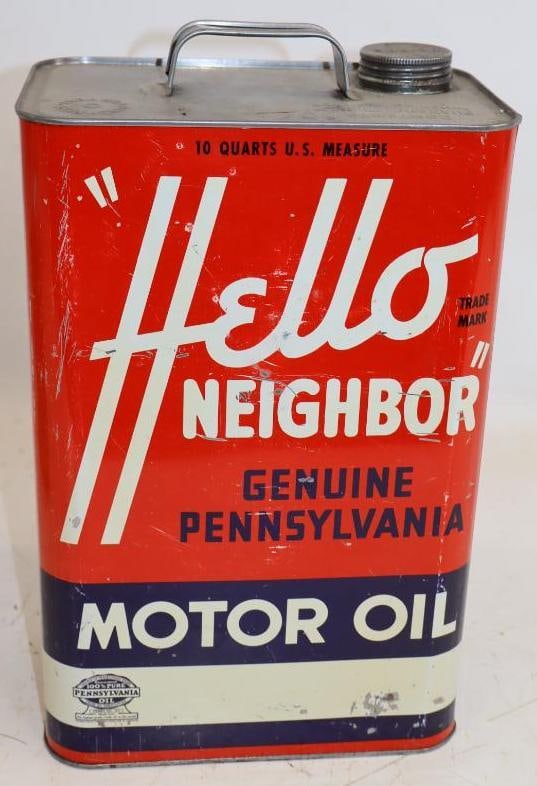 10 QUARTS U.S. MEASURE
"Hello
NEIGHBOR"
TRADE
MARK
GENUINE
PENNSYLVANIA
MOTOR OIL
100% PURE
PENNSYLVANIA
OIL